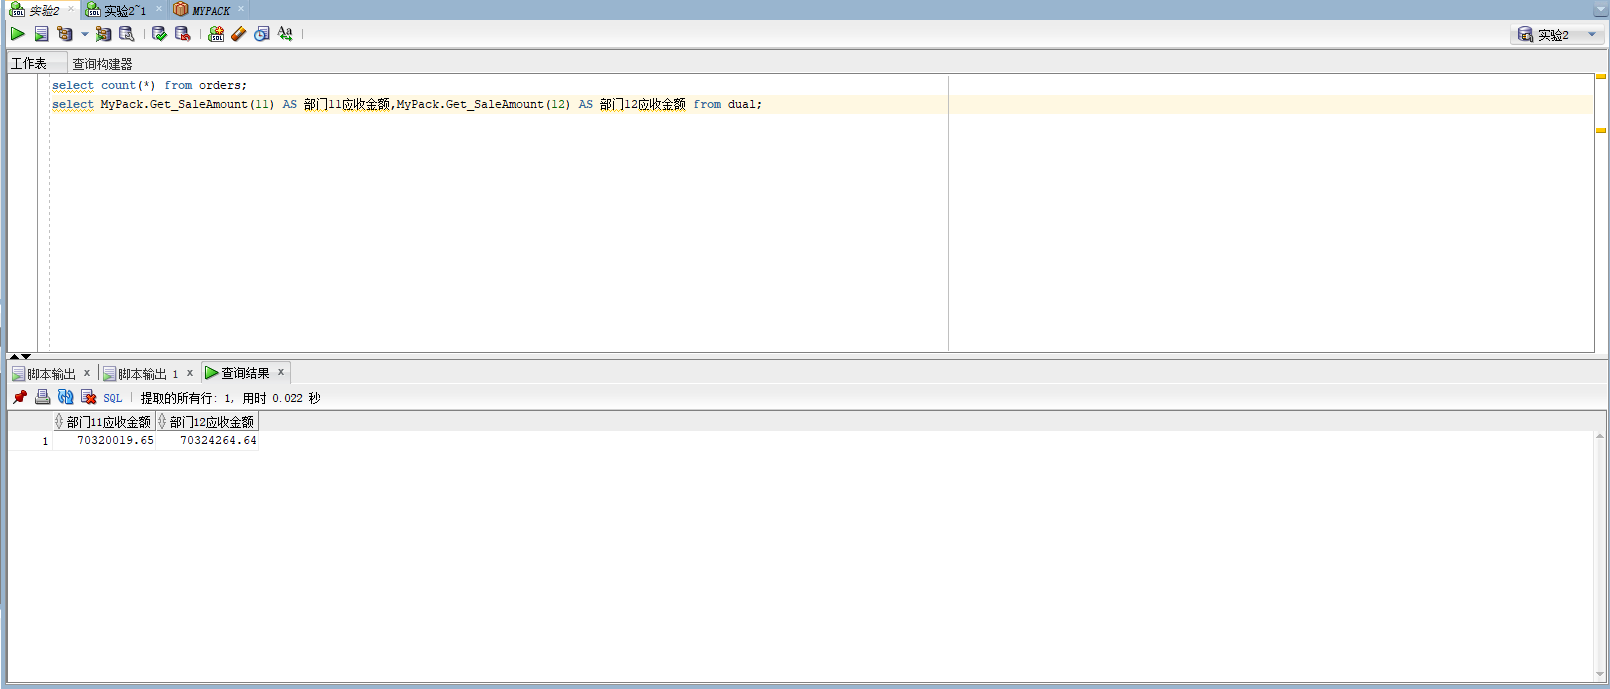 实验2 实验2~1 MYPACK
实验2
工作表 查询构建器
select count(*) from orders;
select MyPack.Get_SaleAmount(11) AS 部门11应收金额,MyPack.Get_SaleAmount(12) AS 部门12应收金额 from dual;
脚本输出 脚本输出 1 查询结果
SQL 提取的所有行: 1, 用时 0.022 秒
部门11应收金额 部门12应收金额
1 70320019.65 70324264.64